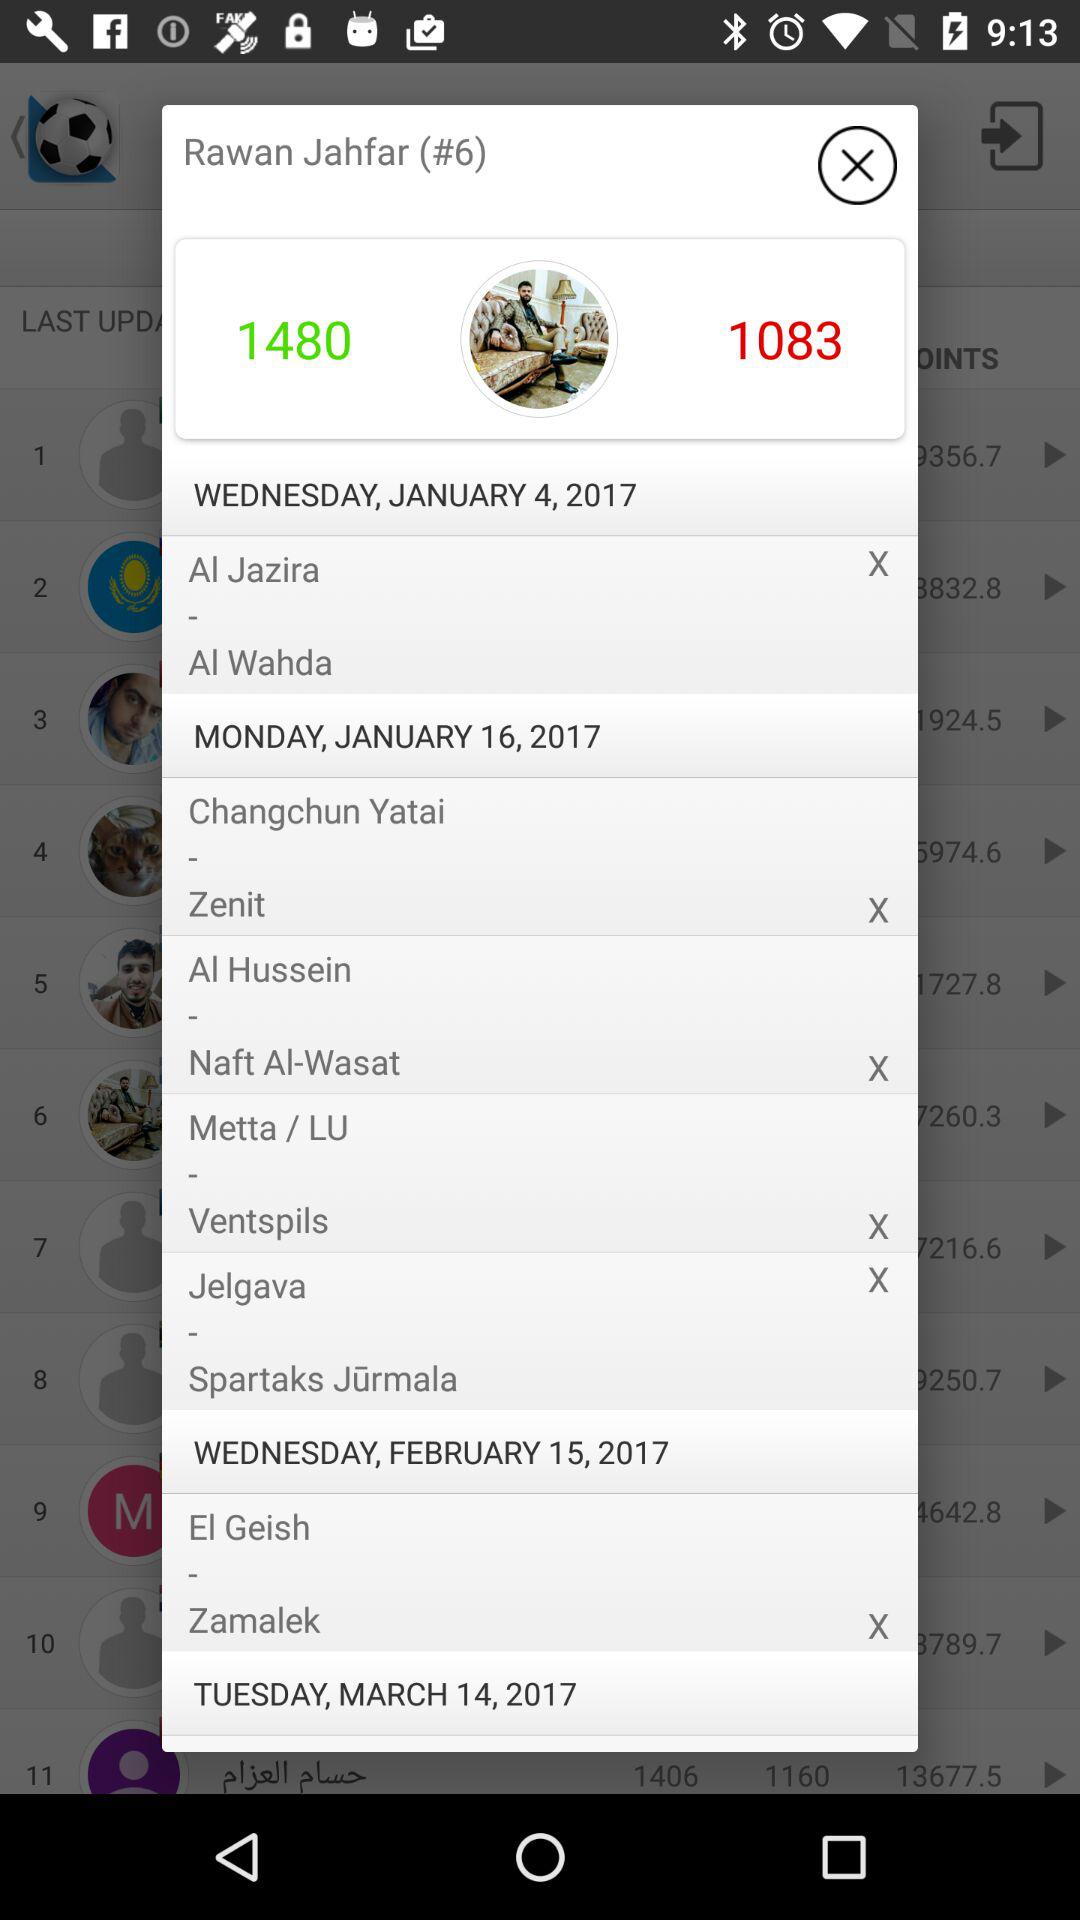 FAKE
9:13
Rawan Jahfar (#6)
1480
1083
LAST UPDA
OINTS
WEDNESDAY, JANUARY 4, 2017
Al Jazira
X
-
Al Wahda
MONDAY, JANUARY 16, 2017
Changchun Yatai
-
Zenit
X
Al Hussein
-
Naft Al-Wasat
X
Metta / LU
-
Ventspils
X
Jelgava
X
-
Spartaks Jūrmala
WEDNESDAY, FEBRUARY 15, 2017
El Geish
-
Zamalek
X
TUESDAY, MARCH 14, 2017
1 9356.7
2 3832.8
3 1924.5
4 5974.6
5 1727.8
6 7260.3
7 7216.6
8 9250.7
9 M 4642.8
10 3789.7
11 حسام العزام 1406 1160 13677.5